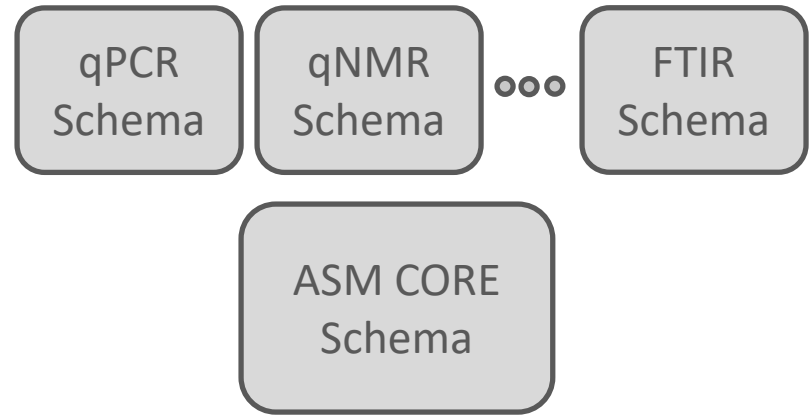 qPCR
Schema
qNMR
Schema
FTIR
Schema
ASM CORE
Schema